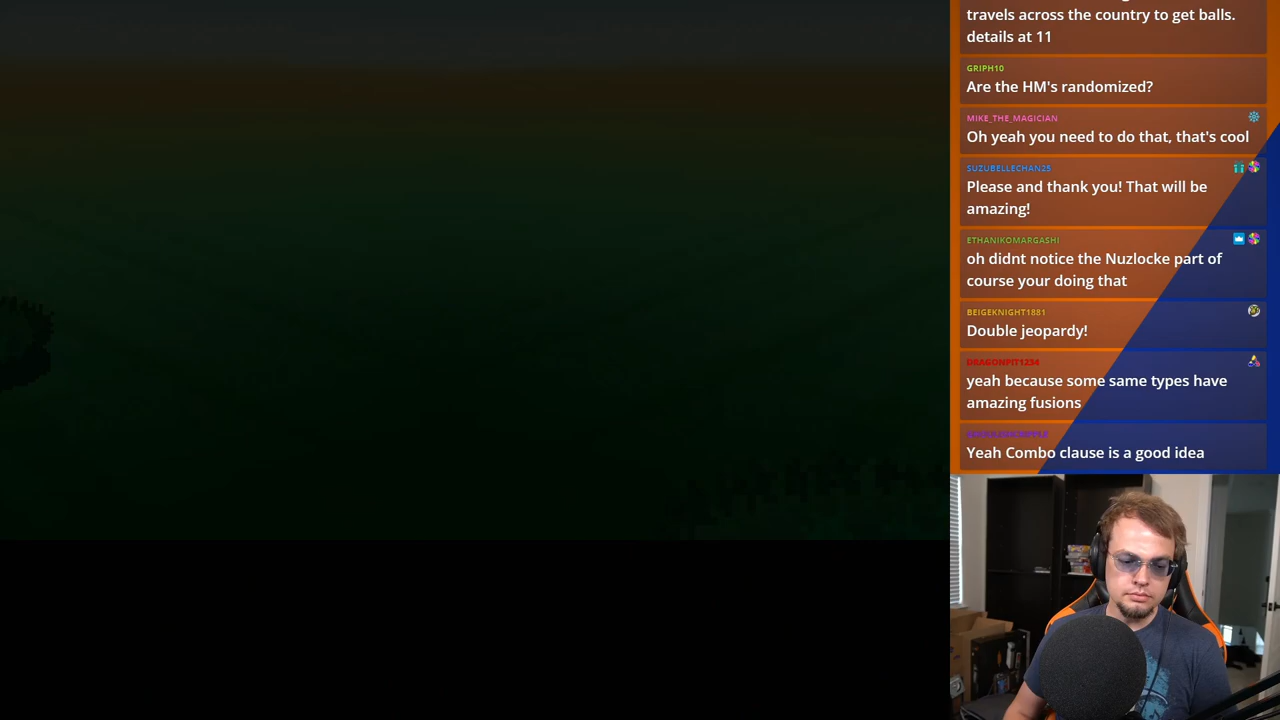 travels across the country to get balls.
details at 11
GRIPH10
Are the HM's randomized?
MIKE_THE_MAGICIAN
Oh yeah you need to do that, that's cool
SUZUBELLECHAN25
Please and thank you! That will be
amazing!
ETHANIKOMARGASHI
oh didnt notice the Nuzlocke part of
course your doing that
BEIGEKNIGHT1881
Double jeopardy!
DRAGONPIT1234
yeah because some same types have
amazing fusions
Yeah Combo clause is a good idea